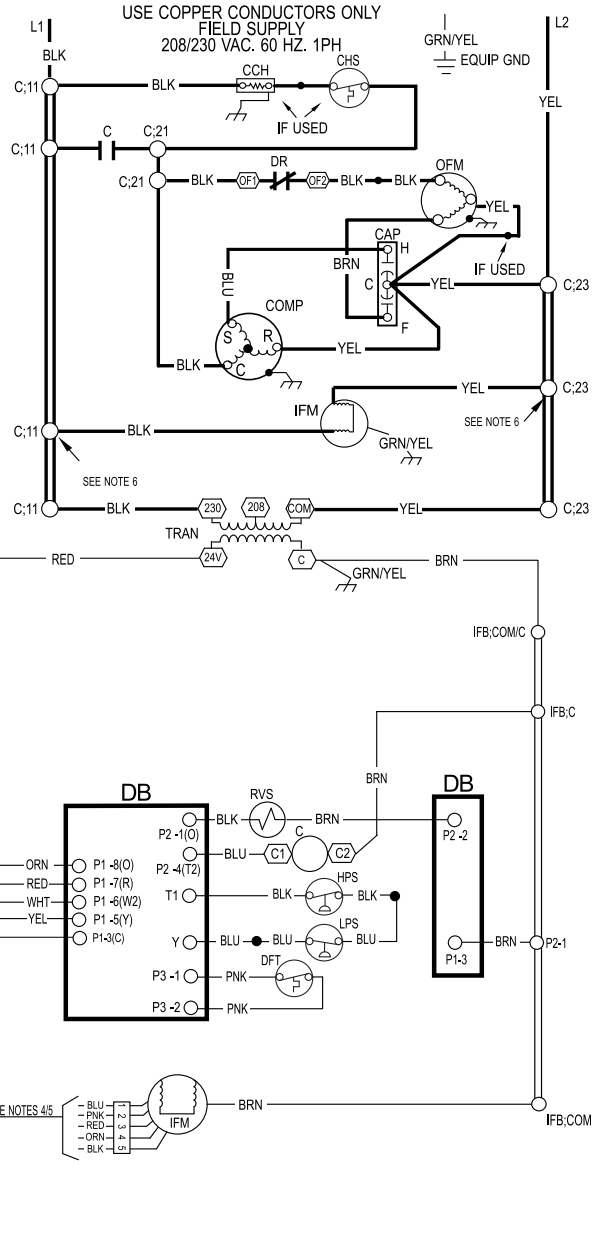 USE COPPER CONDUCTORS ONLY
FIELD SUPPLY
208/230 VAC. 60 HZ. 1PH
L1
L2
BLK
GRN/YEL
EQUIP GND
C;11
BLK
CCH
CHS
IF USED
YEL
C;11
C
C;21
C;21
BLK
OF1
DR
OF2
BLK
BLK
OFM
YEL
CAP
H
BRN
IF USED
BLU
C
YEL
C;23
COMP
F
S
R
YEL
BLK
C
YEL
C;23
IFM
SEE NOTE 6
C;11
BLK
GRN/YEL
SEE NOTE 6
C;11
BLK
230
208
COM
YEL
C;23
TRAN
RED
24V
C
GRN/YEL
BRN
IFB;COM/C
IFB;C
BRN
DB
DB
RVS
P2 -1(O)
BLK
BRN
P2 -2
C
P2 -4(T2)
BLU
C1
C2
ORN
P1 -8(O)
RED
P1 -7(R)
WHT
P1 -6(W2)
YEL
P1 -5(Y)
P1-3(C)
T1
BLK
HPS
BLK
Y
BLU
BLU
LPS
BLU
P1-3
BRN
P2-1
DFT
P3 -1
PNK
P3 -2
PNK
E NOTES 4/5
BLU
1
PNK
2
RED
3
ORN
4
BLK
5
IFM
BRN
IFB;COM